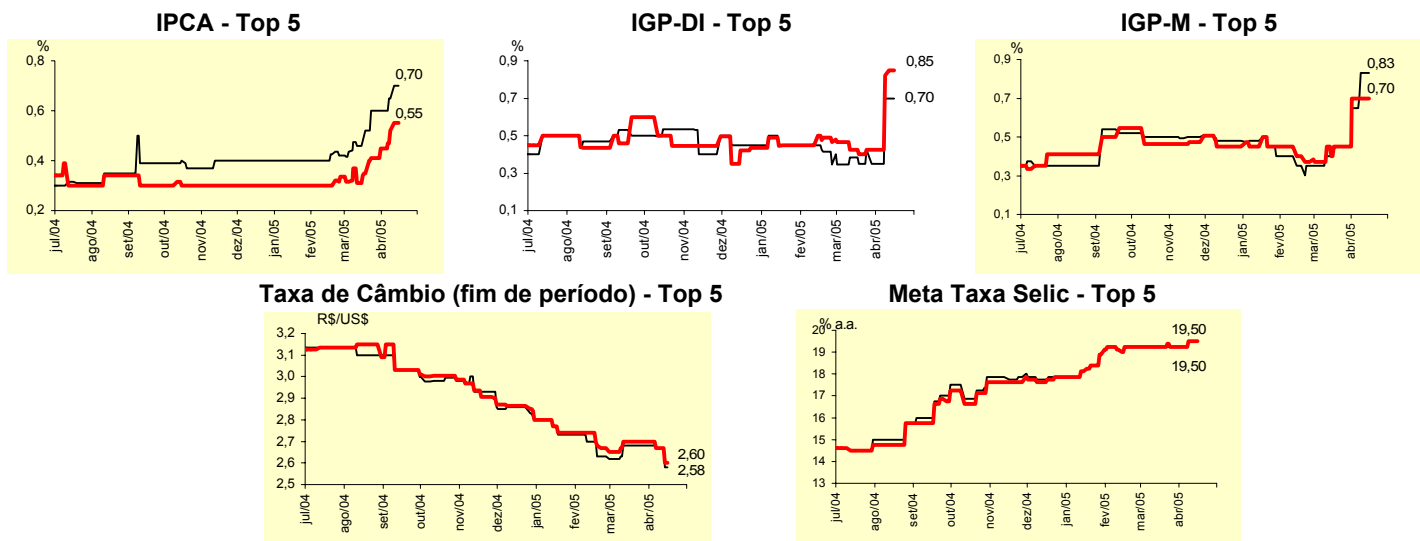 IPCA - Top 5
%
0,8
0,6
0,4
0,2
0,70
0,55
jul/04
ago/04
set/04
out/04
nov/04
dez/04
jan/05
fev/05
mar/05
abr/05
IGP-DI - Top 5
%
0,9
0,7
0,5
0,3
0,1
0,85
0,70
jul/04
ago/04
set/04
out/04
nov/04
dez/04
jan/05
fev/05
mar/05
abr/05
IGP-M - Top 5
%
0,9
0,7
0,5
0,3
0,1
0,83
0,70
jul/04
ago/04
set/04
out/04
nov/04
dez/04
jan/05
fev/05
mar/05
abr/05
Taxa de Câmbio (fim de período) - Top 5
R$/US$
3,2
3,1
3,0
2,9
2,8
2,7
2,6
2,5
2,60
2,58
jul/04
ago/04
set/04
out/04
nov/04
dez/04
jan/05
fev/05
mar/05
abr/05
Meta Taxa Selic - Top 5
% a.a.
20
19
18
17
16
15
14
13
19,50
19,50
jul/04
ago/04
set/04
out/04
nov/04
dez/04
jan/05
fev/05
mar/05
abr/05